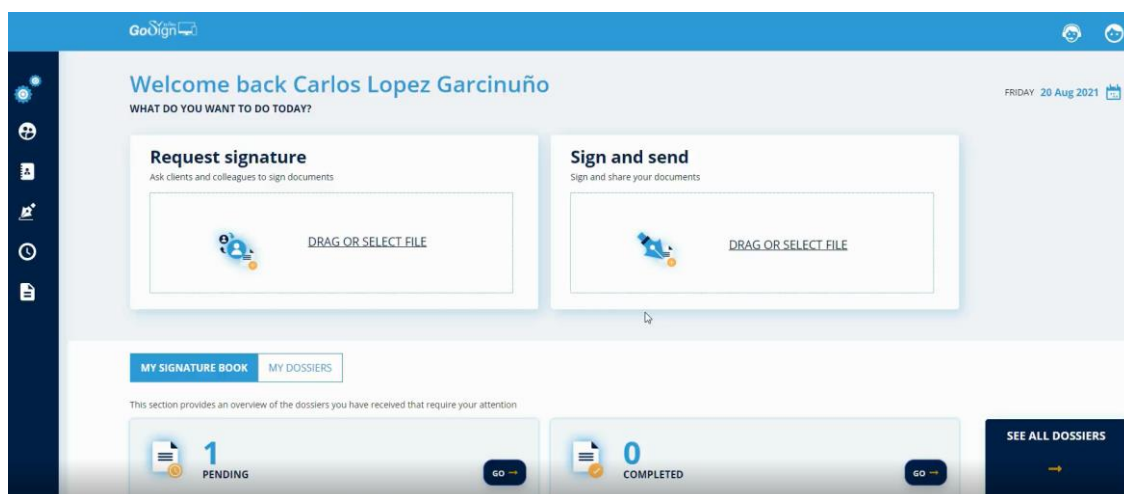 GoSign
Welcome back Carlos Lopez Garcinuño
WHAT DO YOU WANT TO DO TODAY?
FRIDAY 20 Aug 2021
Request signature
Ask clients and colleagues to sign documents
DRAG OR SELECT FILE
Sign and send
Sign and share your documents
DRAG OR SELECT FILE
MY SIGNATURE BOOK
MY DOSSIERS
This section provides an overview of the dossiers you have received that require your attention
1
PENDING
GO →
0
COMPLETED
GO →
SEE ALL DOSSIERS
→